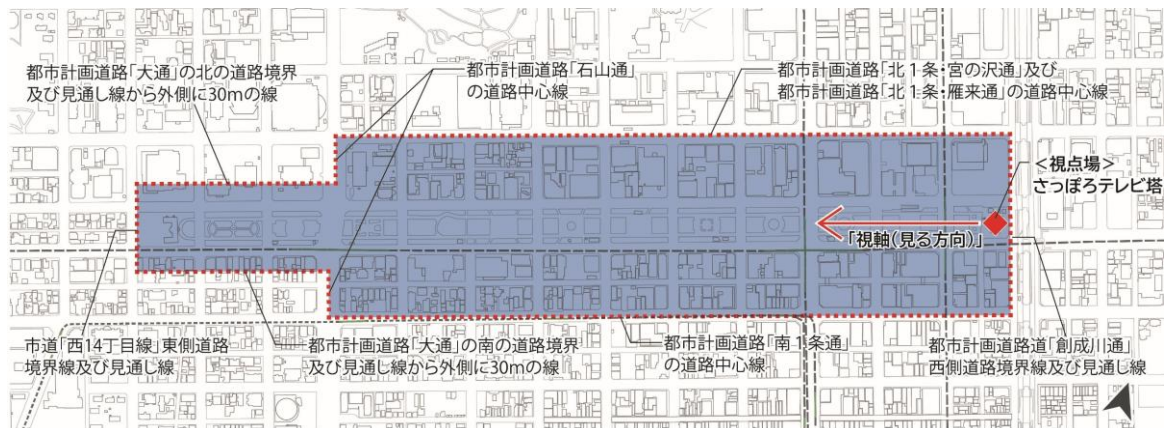 都市計画道路「大通」の北の道路境界
及び見通し線から外側に30mの線
都市計画道路「石山通」
の道路中心線
都市計画道路「北1条・宮の沢通」及び
都市計画道路「北1条・雁来通」の道路中心線
<視点場>
さっぽろテレビ塔
「視軸(見る方向)」
市道「西14丁目線」東側道路
境界線及び見通し線
都市計画道路「大通」の南の道路境界
及び見通し線から外側に30mの線
都市計画道路「南1条通」
の道路中心線
都市計画道路道「創成川通」
西側道路境界線及び見通し線